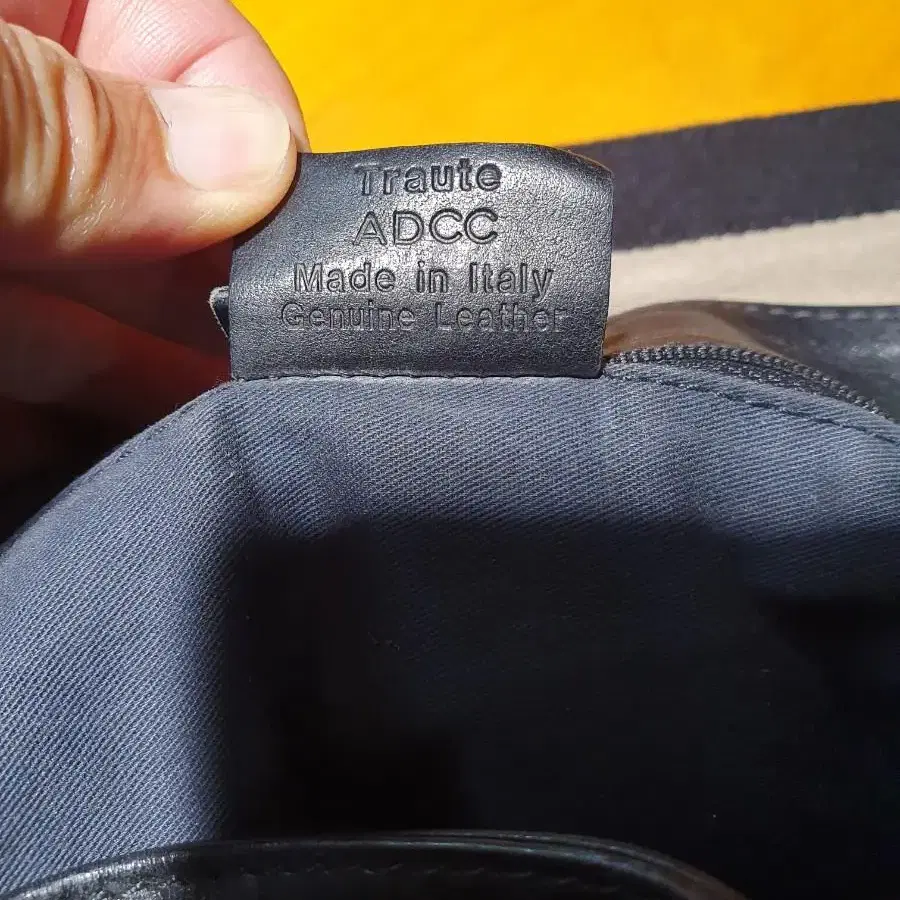 Traute
ADCC
Made in Italy
Genuine Leather